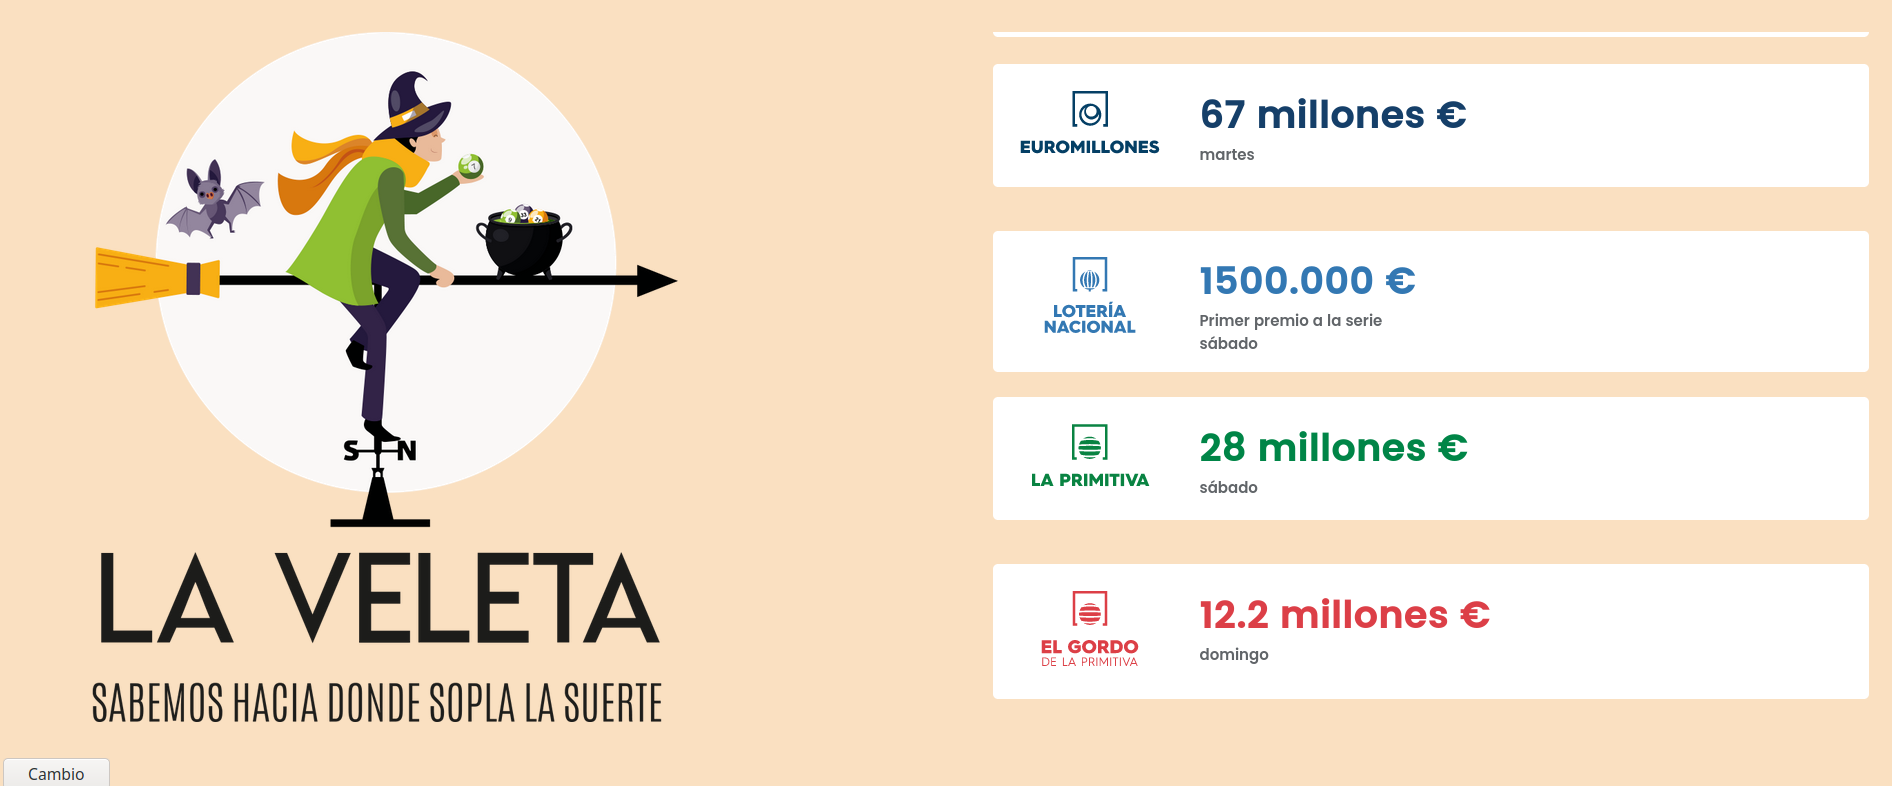 S N
LA VELETA
SABEMOS HACIA DONDE SOPLA LA SUERTE
Cambio
EUROMILLONES
67 millones €
martes
LOTERÍA
NACIONAL
1500.000 €
Primer premio a la serie
sábado
LA PRIMITIVA
28 millones €
sábado
EL GORDO
DE LA PRIMITIVA
12.2 millones €
domingo